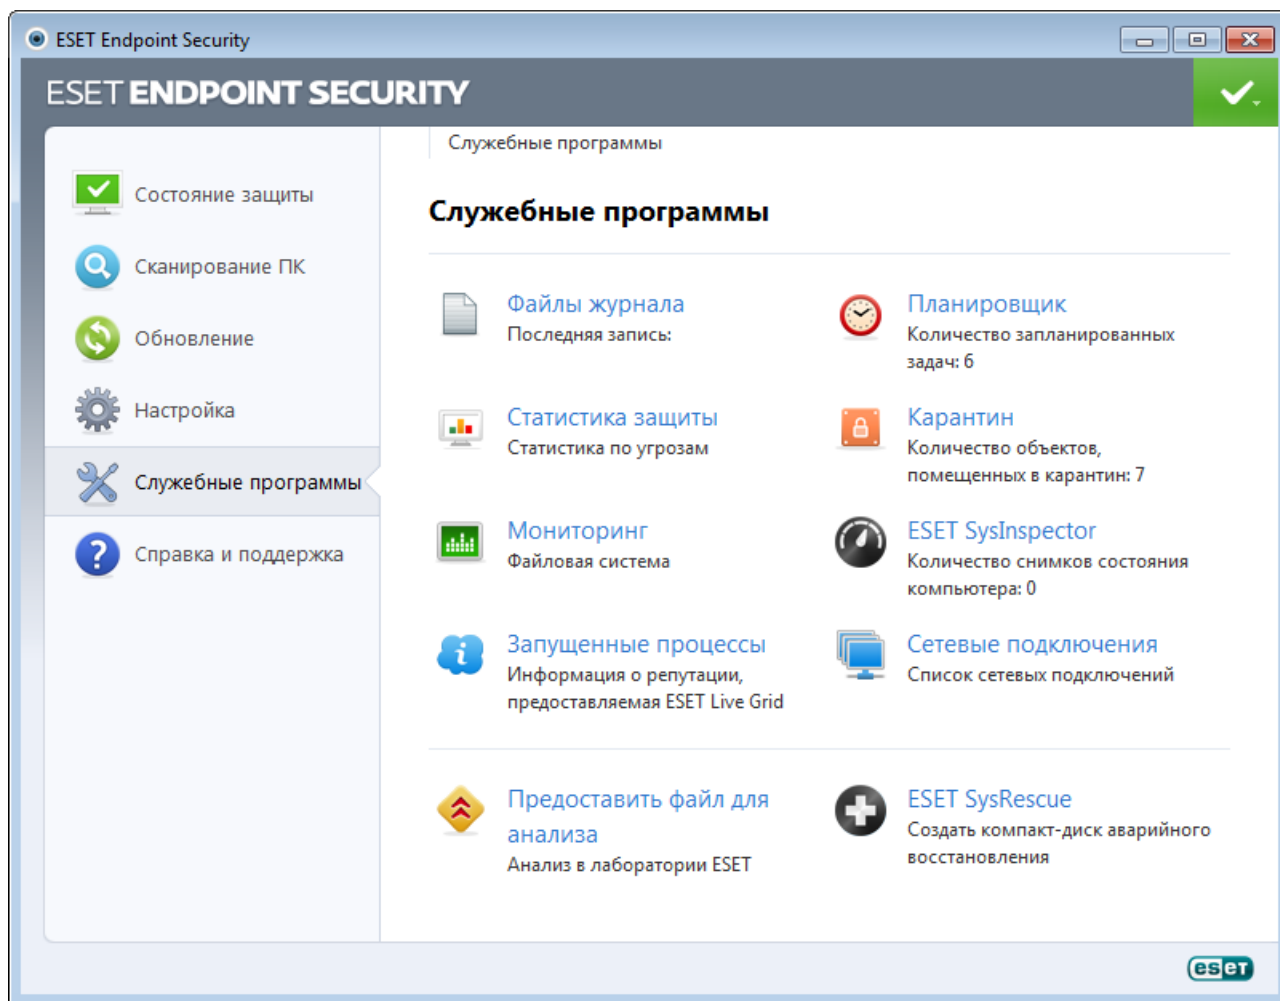 ESET Endpoint Security
ESET ENDPOINT SECURITY
Состояние защиты
Сканирование ПК
Обновление
Настройка
Служебные программы
Справка и поддержка
Служебные программы
Служебные программы
Файлы журнала
Последняя запись:
Планировщик
Количество запланированных
задач: 6
Статистика защиты
Статистика по угрозам
Карантин
Количество объектов,
помещенных в карантин: 7
Мониторинг
Файловая система
ESET SysInspector
Количество снимков состояния
компьютера: 0
Запущенные процессы
Информация о репутации,
предоставляемая ESET Live Grid
Сетевые подключения
Список сетевых подключений
Предоставить файл для
анализа
Анализ в лаборатории ESET
ESET SysRescue
Создать компакт-диск аварийного
восстановления
eset